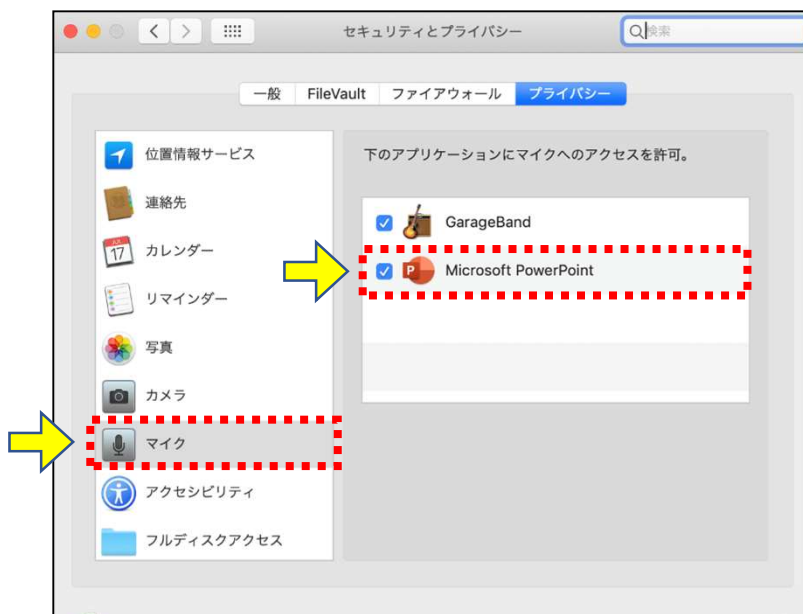 セキュリティとプライバシー
検索
一般 FileVault ファイアウォール プライバシー
位置情報サービス
連絡先
JUL
17
カレンダー
リマインダー
写真
カメラ
マイク
アクセシビリティ
フルディスクアクセス
下のアプリケーションにマイクへのアクセスを許可。
GarageBand
P
Microsoft PowerPoint